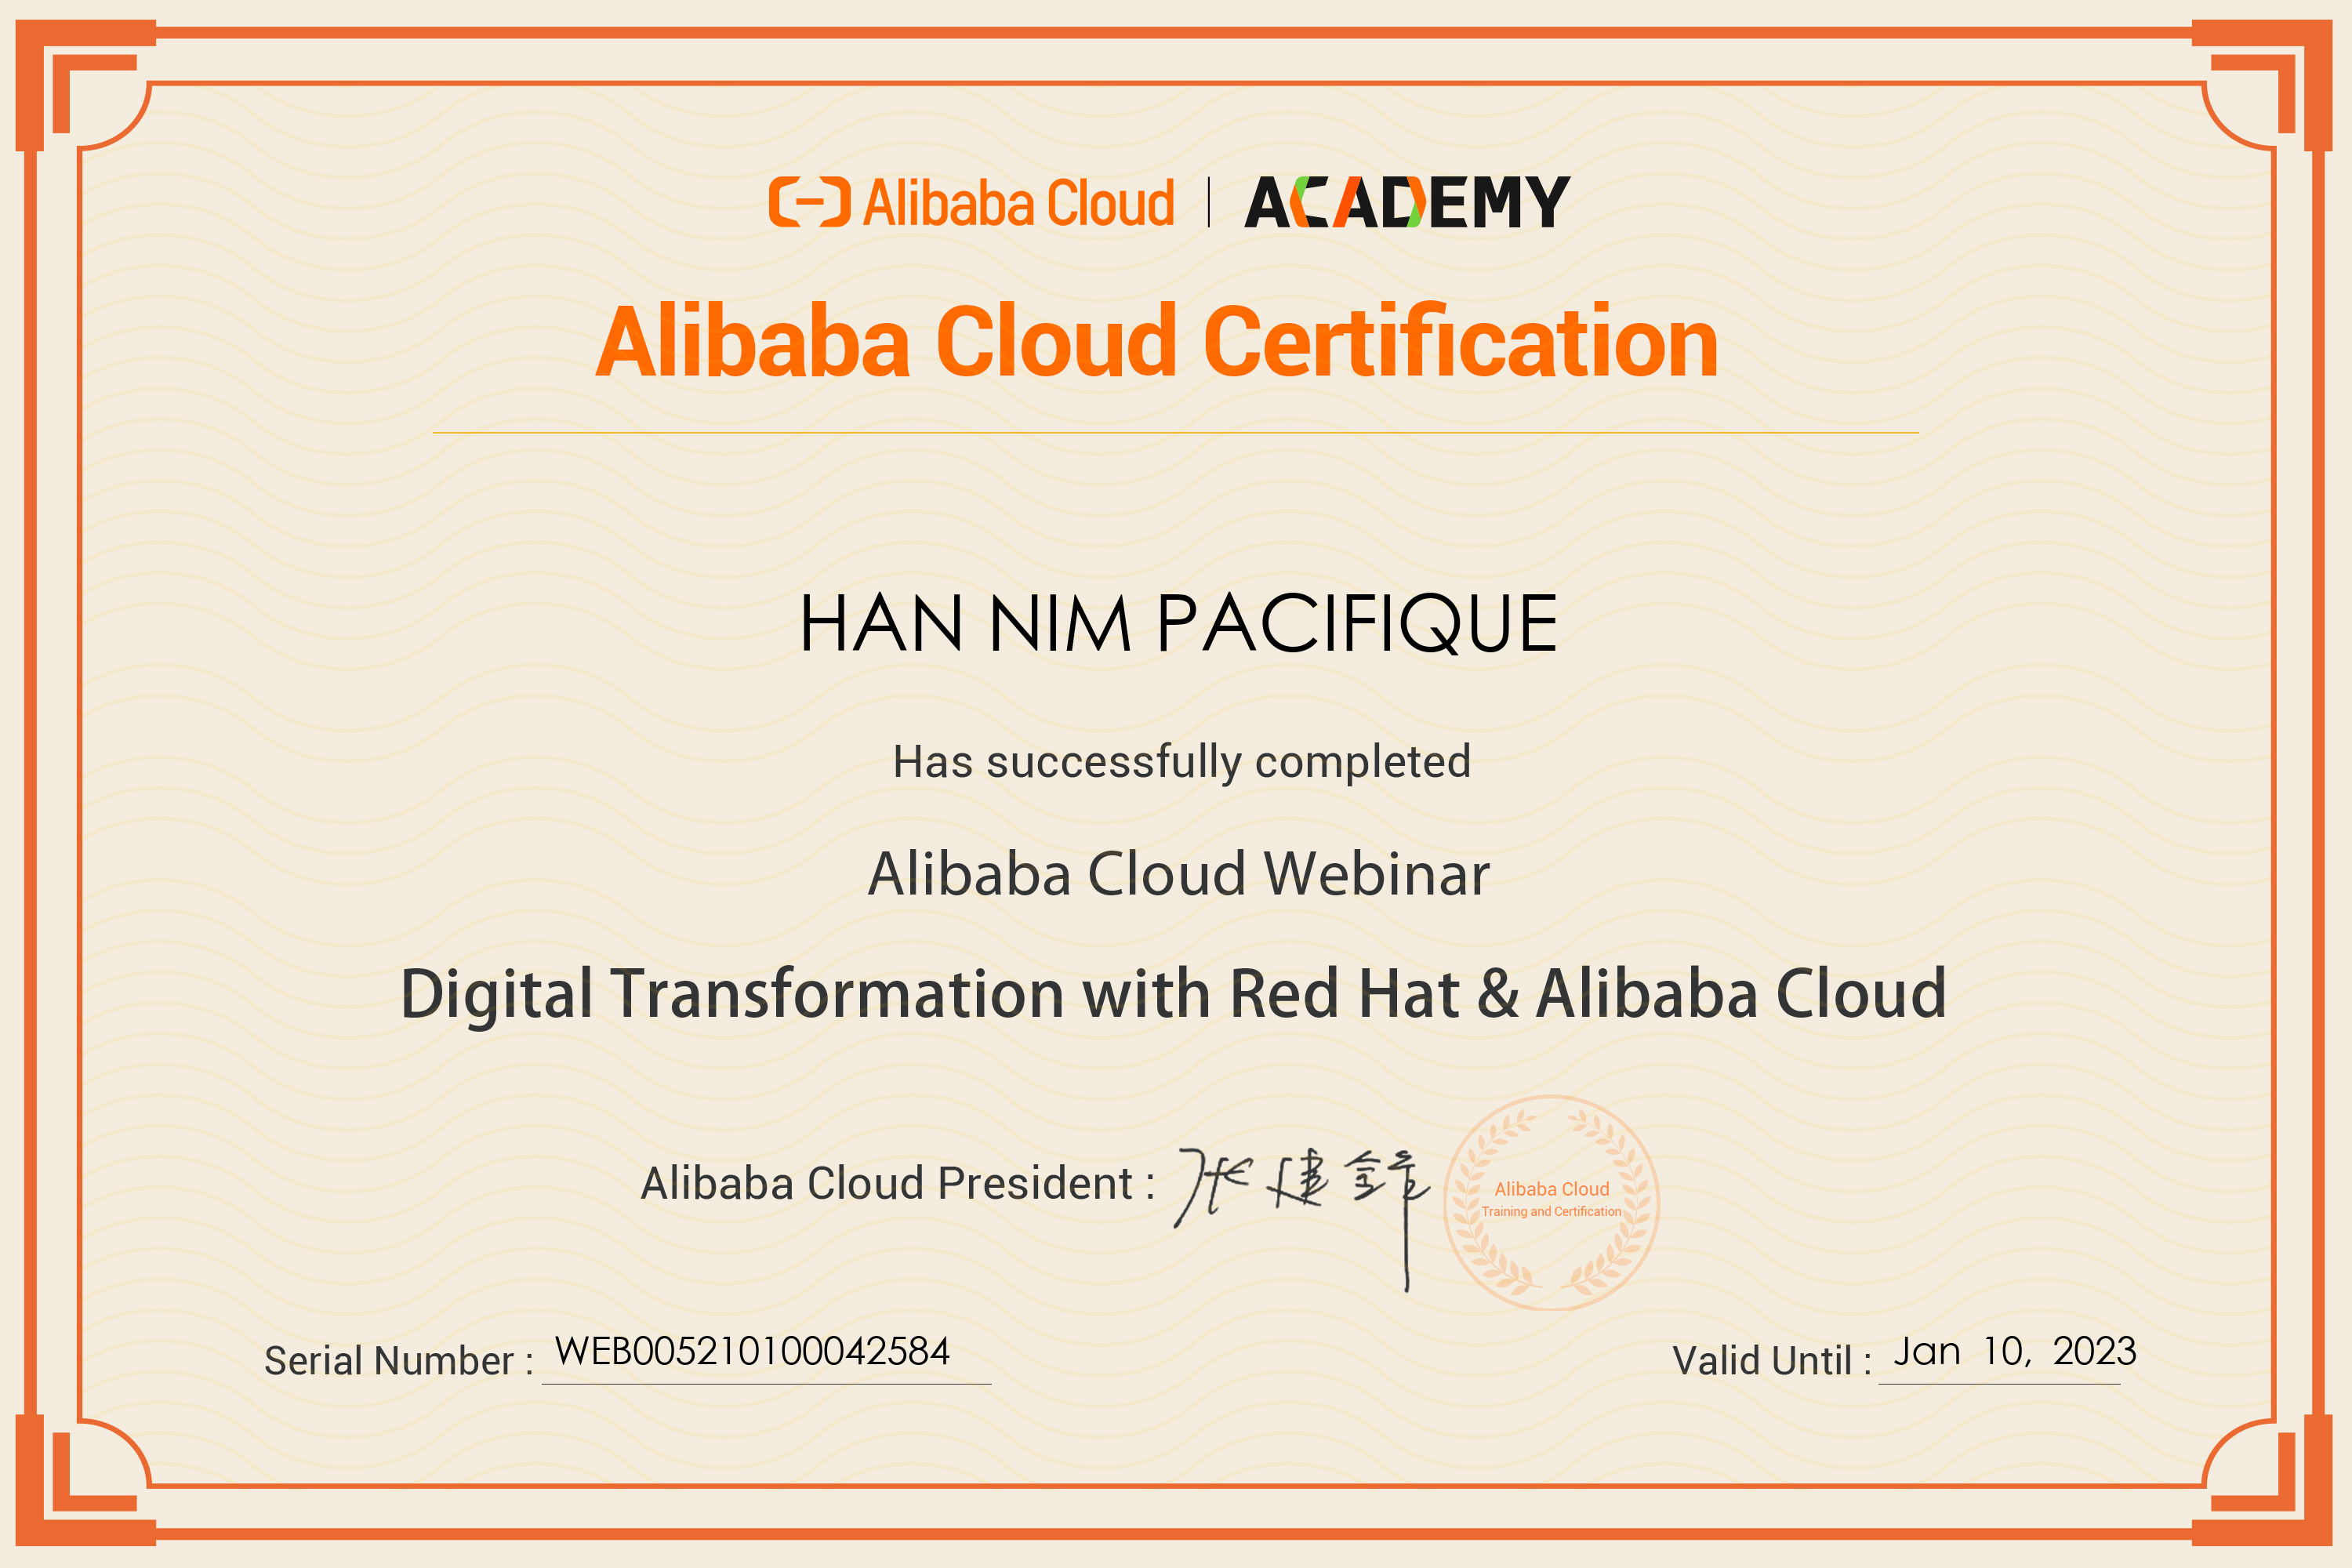 Alibaba Cloud | ACADEMY
Alibaba Cloud Certification
HAN NIM PACIFIQUE
Has successfully completed
Alibaba Cloud Webinar
Digital Transformation with Red Hat & Alibaba Cloud
Alibaba Cloud President : 张建锋
Alibaba Cloud
Training and Certification
Serial Number : WEB005210100042584
Valid Until : Jan 10, 2023